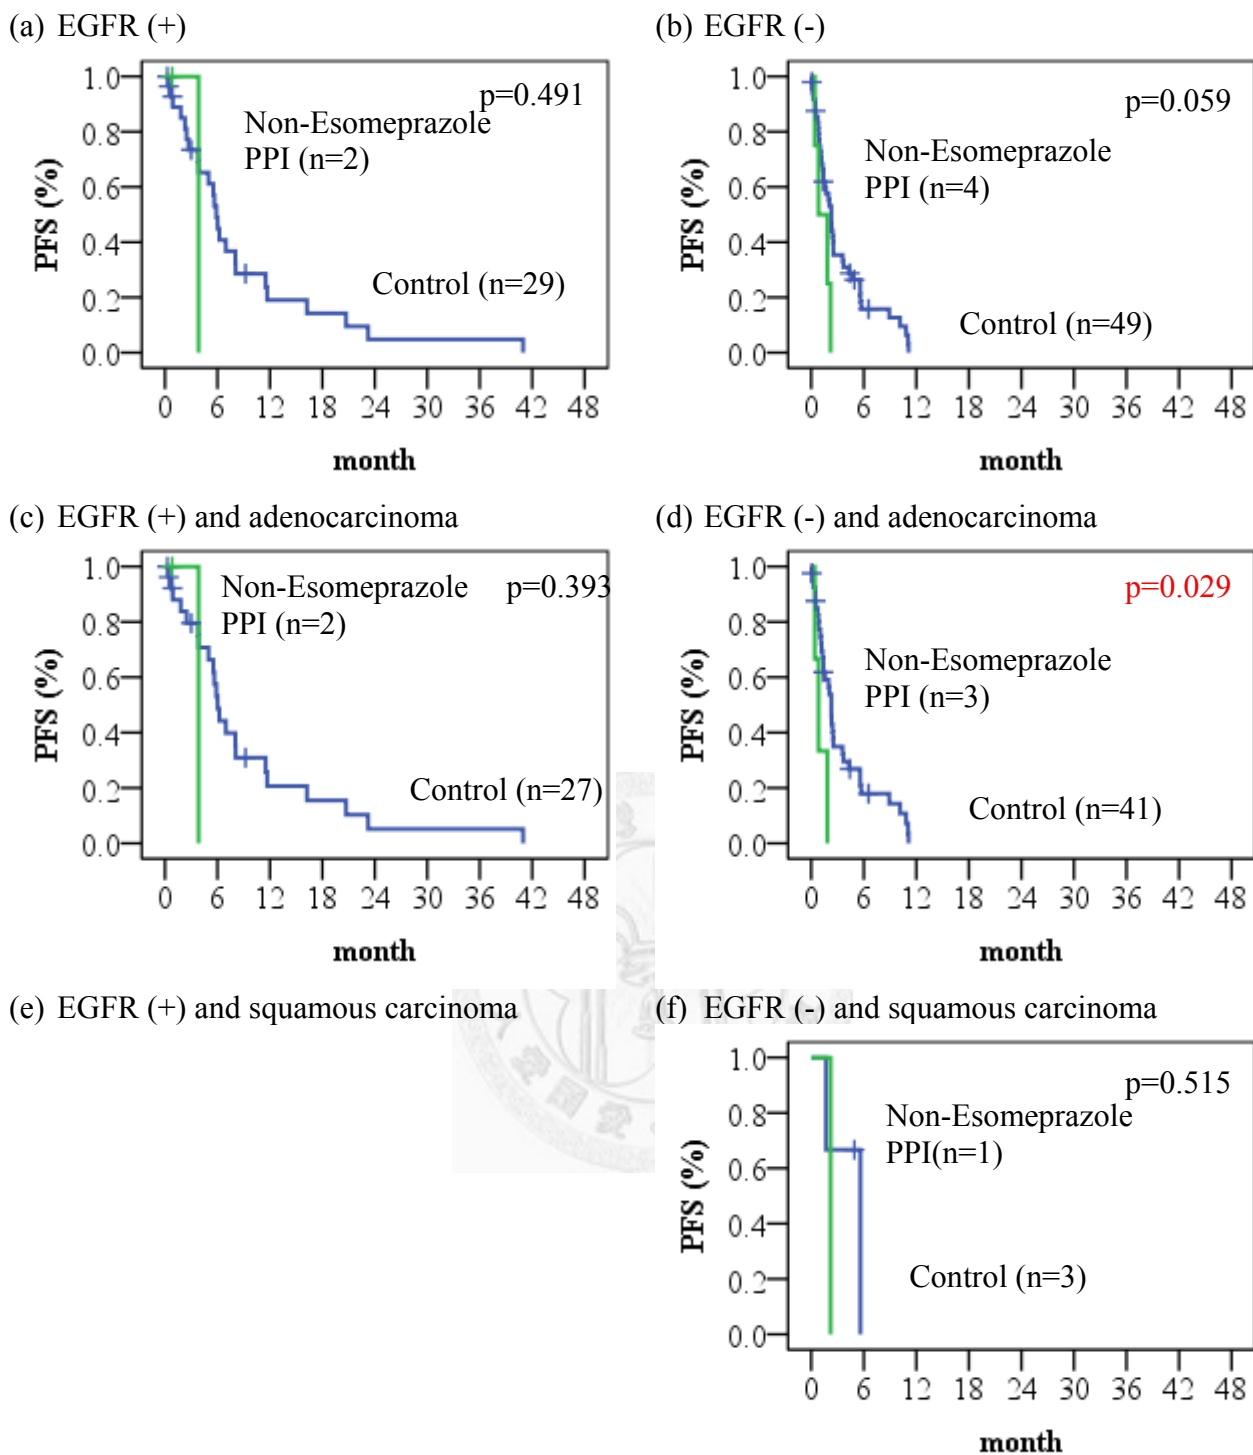 (a) EGFR (+)
1.0
0.8
0.6
0.4
0.2
0.0
PFS (%)
p=0.491
Non-Esomeprazole
PPI (n=2)
Control (n=29)
0 6 12 18 24 30 36 42 48
month
(b) EGFR (-)
1.0
0.8
0.6
0.4
0.2
0.0
PFS (%)
p=0.059
Non-Esomeprazole
PPI (n=4)
Control (n=49)
0 6 12 18 24 30 36 42 48
month
(c) EGFR (+) and adenocarcinoma
1.0
0.8
0.6
0.4
0.2
0.0
PFS (%)
Non-Esomeprazole p=0.393
PPI (n=2)
Control (n=27)
0 6 12 18 24 30 36 42 48
month
(d) EGFR (-) and adenocarcinoma
1.0
0.8
0.6
0.4
0.2
0.0
PFS (%)
p=0.029
Non-Esomeprazole
PPI (n=3)
Control (n=41)
0 6 12 18 24 30 36 42 48
month
(e) EGFR (+) and squamous carcinoma
(f) EGFR (-) and squamous carcinoma
1.0
0.8
0.6
0.4
0.2
0.0
PFS (%)
p=0.515
Non-Esomeprazole
PPI(n=1)
Control (n=3)
0 6 12 18 24 30 36 42 48
month